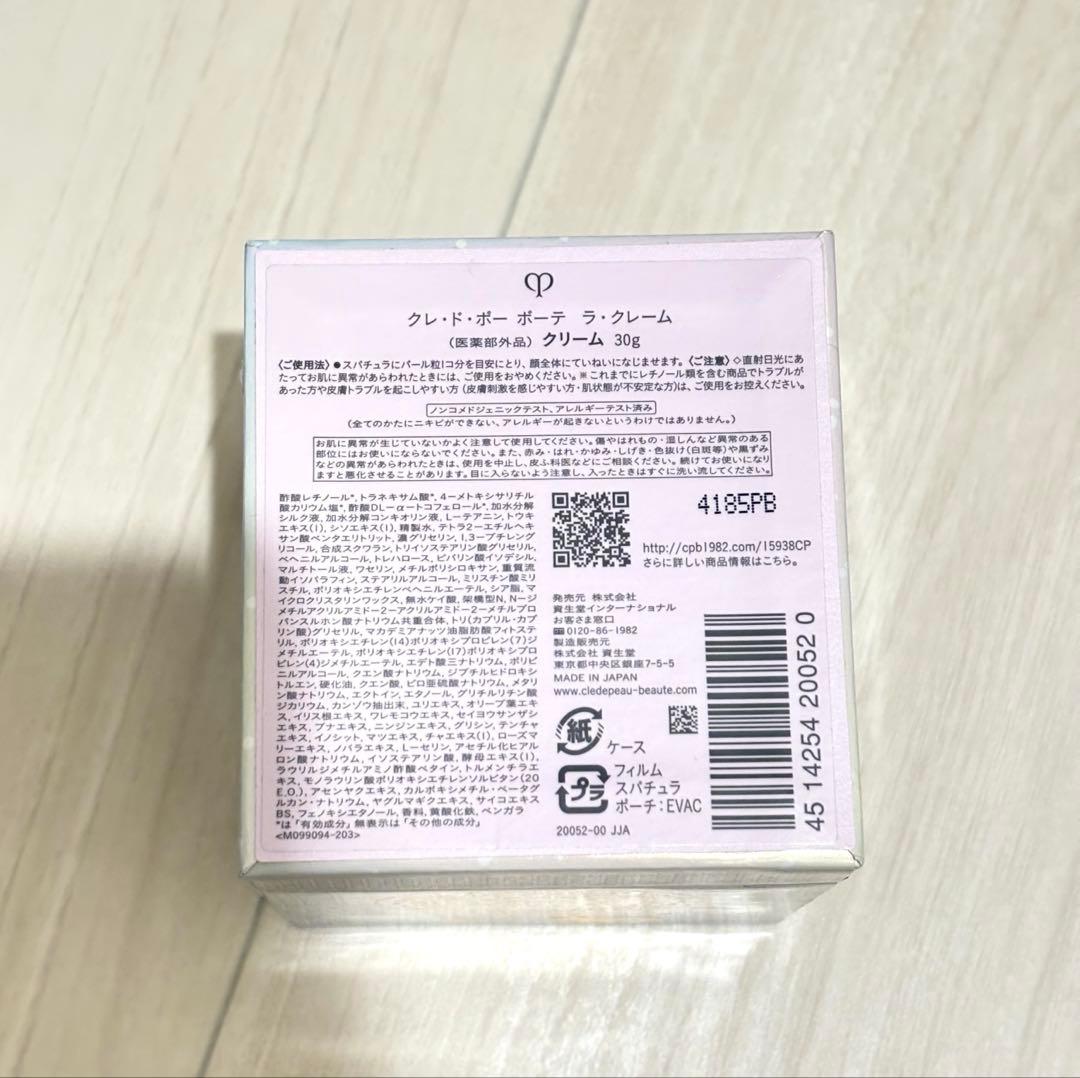 クレ・ド・ポー ボーテ ラ・クレーム
(医薬部外品) クリーム 30g
〈ご使用法〉●スパチュラにパール粒1コ分を目安にとり、顔全体にていねいになじませます。〈ご注意〉◇直射日光にあ
たってお肌に異常があらわれたときには、ご使用をおやめください。※これまでにレチノール類を含む商品でトラブルが
あった方や皮膚トラブルを起こしやすい方(皮膚刺激を感じやすい方・肌状態が不安定な方)は、ご使用をお控えください。
ノンコメドジェニックテスト、アレルギーテスト済み
(全てのかたにニキビができない、アレルギーが起きないというわけではありません。)
お肌に異常が生じていないかよく注意して使用してください。傷やはれもの・湿しんなど異常のある
部位にはお使いにならないでください。また、赤み・はれ・かゆみ・しげき・色抜け(白斑等)や黒ずみ
などの異常があらわれたときは、使用を中止し、皮ふ科医などにご相談ください。続けてお使いになり
ますと悪化させることがあります。目に入らないよう注意し、入ったときはすぐに洗い流してください。
酢酸レチノール*、トラネキサム酸*、4-メトキシサリチル
酸カリウム塩*、酢酸DL-α-トコフェロール*、加水分解
シルク液、加水分解コンキオリン液、L-テアニン、トウキ
エキス(1)、シソエキス(1)、精製水、テトラ2-エチルヘキ
サン酸ペンタエリトリット、濃グリセリン、1,3-ブチレング
リコール、合成スクワラン、トリイソステアリン酸グリセリル、
ベヘニルアルコール、トレハロース、ピバリン酸イソデシル、
マルチトール液、ワセリン、メチルポリシロキサン、重質流
動イソパラフィン、ステアリルアルコール、ミリスチン酸ミリ
スチル、ポリオキシエチレンベヘニルエーテル、シア脂、マ
イクロクリスタリンワックス、無水ケイ酸、架橋型N、N-ジ
メチルアクリルアミド-2-アクリルアミド-2-メチルプロ
パンスルホン酸ナトリウム共重合体、トリ(カプリル・カプ
リン酸)グリセリル、マカデミアナッツ油脂肪酸フィトステ
リル、ポリオキシエチレン(14)ポリオキシプロピレン(7)ジ
メチルエーテル、ポリオキシエチレン(17)ポリオキシプロ
ピレン(4)ジメチルエーテル、エデト酸三ナトリウム、ポリビ
ニルアルコール、クエン酸ナトリウム、ジブチルヒドロキシ
トルエン、硬化油、クエン酸、ピロ亜硫酸ナトリウム、メタリ
ン酸ナトリウム、エクトイン、エタノール、グリチルリチン酸
ジカリウム、カンゾウ抽出末、ユリエキス、オリーブ葉エキ
ス、イリス根エキス、ワレモコウエキス、セイヨウサンザシ
エキス、ブナエキス、ニンジンエキス、グリシン、テンチャ
エキス、イノシット、マツエキス、チャエキス(1)、ローズマ
リーエキス、ノバラエキス、L-セリン、アセチル化ヒアル
ロン酸ナトリウム、イソステアリン酸、酵母エキス(1)、
ラウリルジメチルアミノ酢酸ベタイン、トルメンチラエ
キス、モノラウリン酸ポリオキシエチレンソルビタン(20
E.O.)、アセンヤクエキス、カルボキシメチル-ベータグ
ルカン・ナトリウム、ヤグルマギクエキス、サイコエキス
BS、フェノキシエタノール、香料、黄酸化鉄、ベンガラ
*は「有効成分」無表示は「その他の成分」
<M099094-203>
4185PB
http://cpb1982.com/15938CP
さらに詳しい商品情報はこちら。
発売元 株式会社
資生堂インターナショナル
お客さま窓口
0120-86-1982
製造販売元
株式会社 資生堂
東京都中央区銀座7-5-5
MADE IN JAPAN
www.cledepeau-beaute.com
紙
ケース
プラ
フィルム
スパチュラ
ポーチ:EVAC
20052-00 JJA
45 14254 20052 0